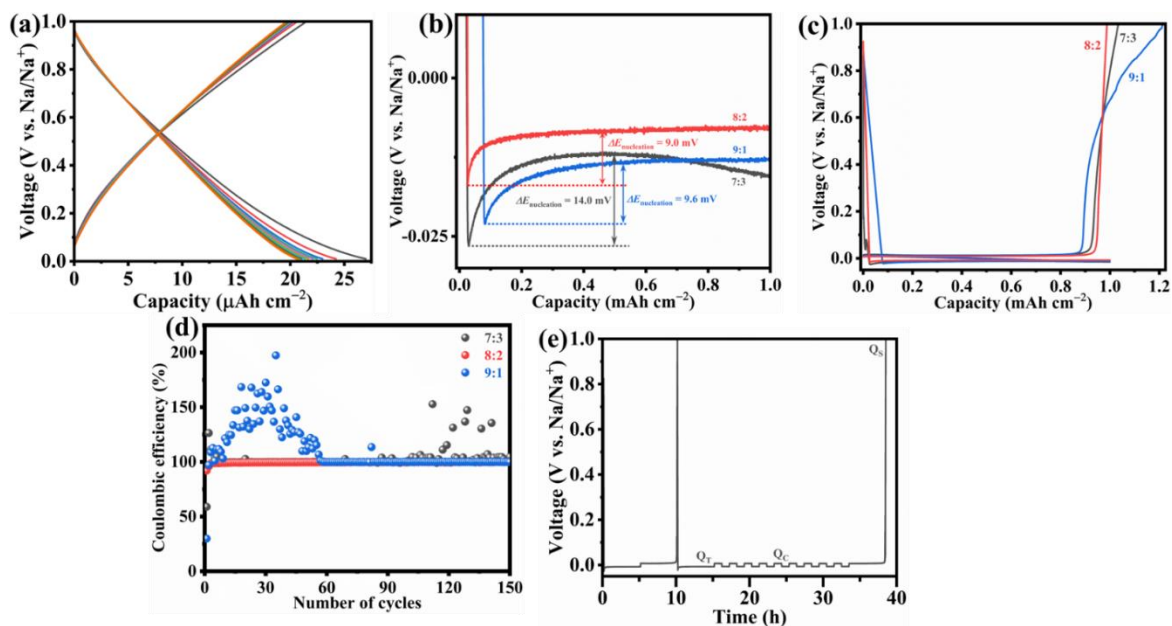 (a)
Voltage (V vs. Na/Na⁺)
1.0
0.8
0.6
0.4
0.2
0.0
0 5 10 15 20 25
Capacity (μAh cm⁻²)
(b)
Voltage (V vs. Na/Na⁺)
0.000
-0.025
8:2
ΔE_nucleation = 9.0 mV
9:1
7:3
ΔE_nucleation = 14.0 mV
ΔE_nucleation = 9.6 mV
0.0 0.2 0.4 0.6 0.8 1.0
Capacity (mAh cm⁻²)
(c)
Voltage (V vs. Na/Na⁺)
1.0
0.8
0.6
0.4
0.2
0.0
8:2
7:3
9:1
0.0 0.2 0.4 0.6 0.8 1.0 1.2
Capacity (mAh cm⁻²)
(d)
Coulombic efficiency (%)
200
150
100
50
0
7:3
8:2
9:1
0 30 60 90 120 150
Number of cycles
(e)
Voltage (V vs. Na/Na⁺)
1.0
0.8
0.6
0.4
0.2
0.0
Q_S
Q_T
Q_C
0 10 20 30 40
Time (h)